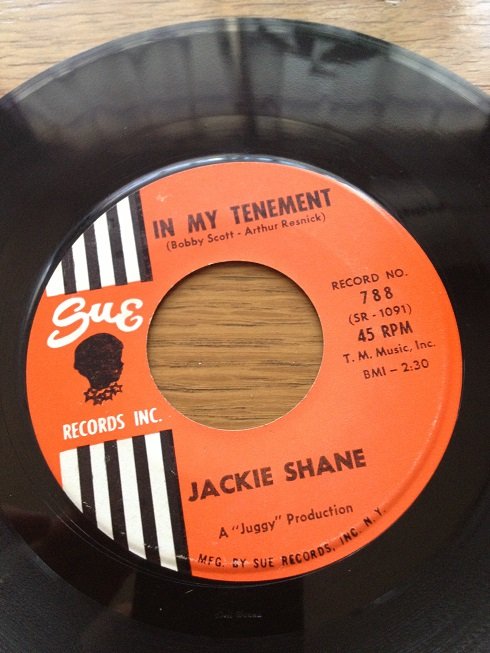 IN MY TENEMENT
(Bobby Scott - Arthur Resnick)
RECORD NO.
788
(SR - 1091)
45 RPM
T. M. Music, Inc.
BMI - 2:30
Sue
RECORDS INC.
JACKIE SHANE
A "Juggy" Production
MFG. BY SUE RECORDS, INC. N. Y.